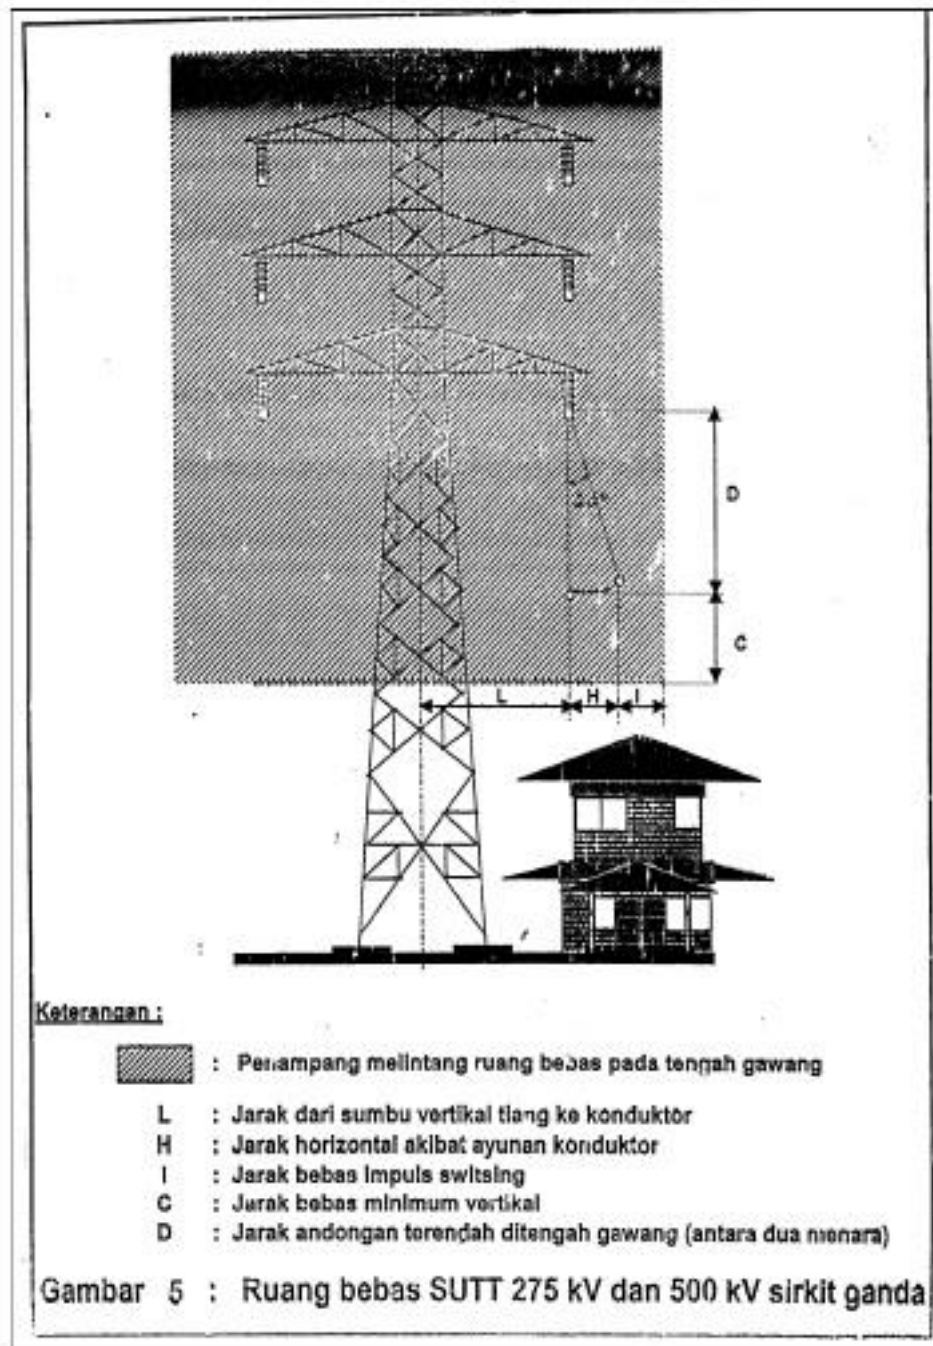 D
C
L H I
Keterangan :
: Penampang melintang ruang bebas pada tengah gawang
L : Jarak dari sumbu vertikal tiang ke konduktor
H : Jarak horizontal akibat ayunan konduktor
I : Jarak bebas impuls switsing
C : Jarak bebas minimum vertikal
D : Jarak andongan terendah ditengah gawang (antara dua menara)
Gambar 5 : Ruang bebas SUTT 275 kV dan 500 kV sirkit ganda